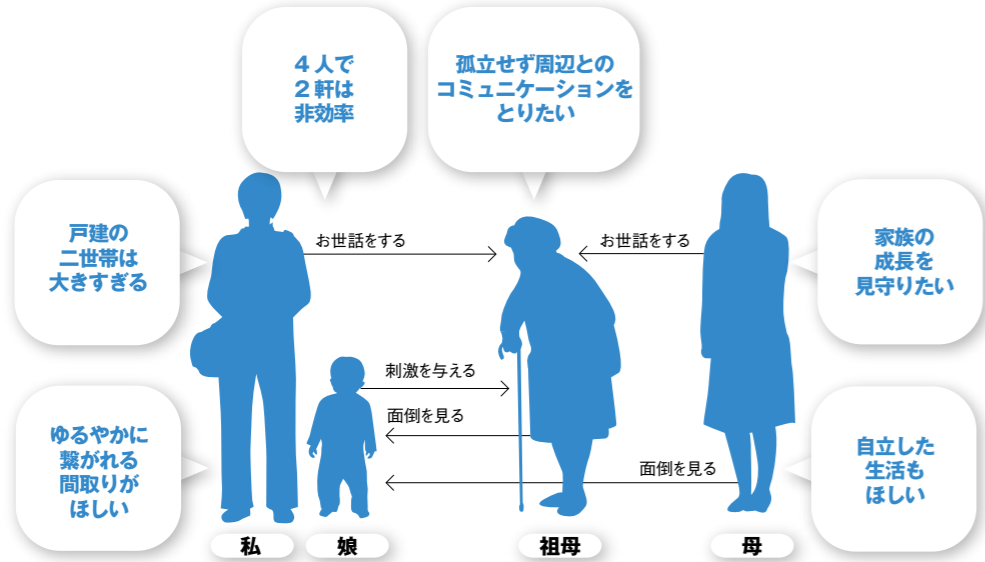 4人で
2軒は
非効率
孤立せず周辺との
コミュニケーションを
とりたい
戸建の
二世帯は
大きすぎる
お世話をする
お世話をする
家族の
成長を
見守りたい
刺激を与える
面倒を見る
ゆるやかに
繋がれる
間取りが
ほしい
面倒を見る
自立した
生活も
ほしい
私
娘
祖母
母